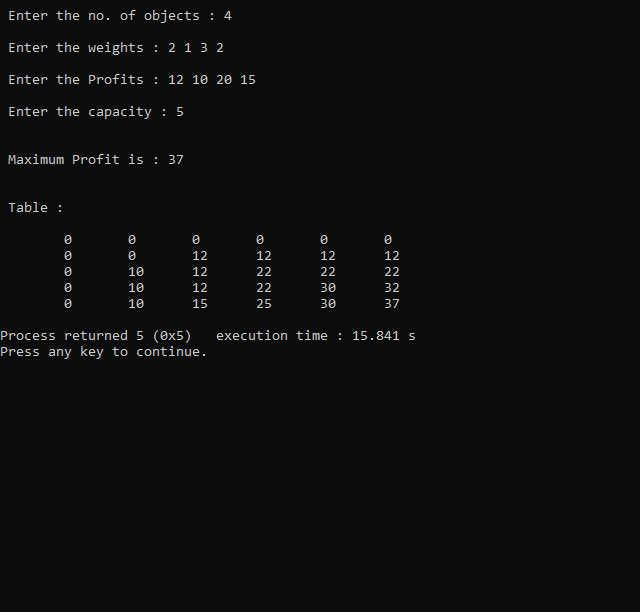 Enter the no. of objects : 4
Enter the weights : 2 1 3 2
Enter the Profits : 12 10 20 15
Enter the capacity : 5
Maximum Profit is : 37
Table :
0 0 0 0 0 0
0 0 12 12 12 12
0 10 12 22 22 22
0 10 12 22 30 32
0 10 15 25 30 37
Process returned 5 (0x5) execution time : 15.841 s
Press any key to continue.